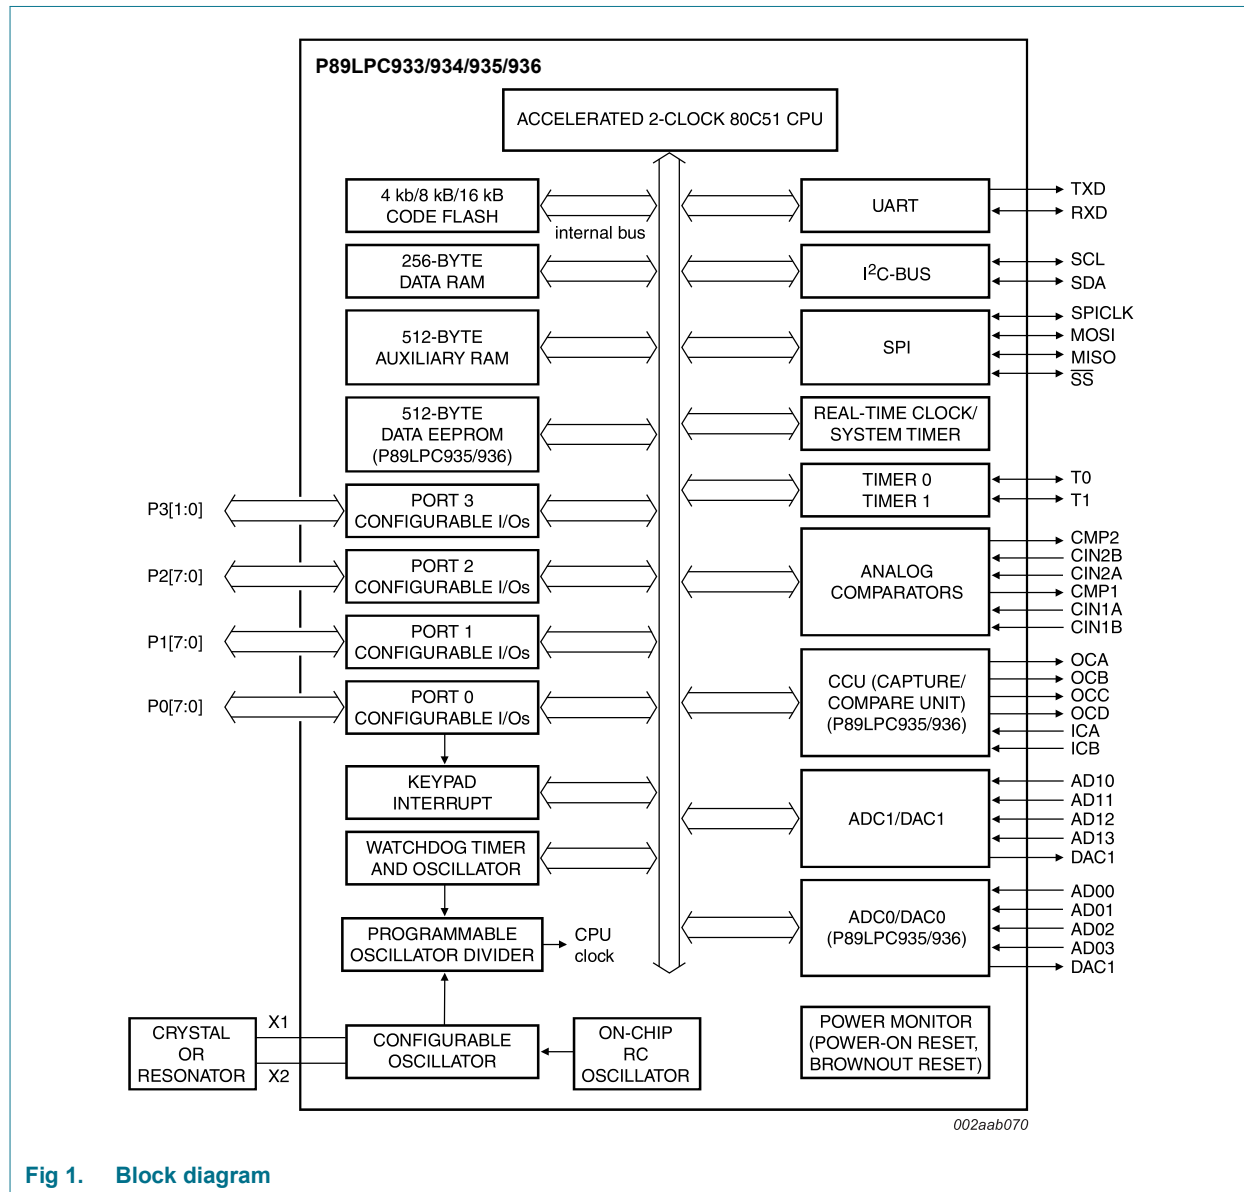 P89LPC933/934/935/936
ACCELERATED 2-CLOCK 80C51 CPU
4 kb/8 kB/16 kB
CODE FLASH
internal bus
256-BYTE
DATA RAM
512-BYTE
AUXILIARY RAM
512-BYTE
DATA EEPROM
(P89LPC935/936)
P3[1:0]
PORT 3
CONFIGURABLE I/Os
P2[7:0]
PORT 2
CONFIGURABLE I/Os
P1[7:0]
PORT 1
CONFIGURABLE I/Os
P0[7:0]
PORT 0
CONFIGURABLE I/Os
KEYPAD
INTERRUPT
WATCHDOG TIMER
AND OSCILLATOR
PROGRAMMABLE
OSCILLATOR DIVIDER
CPU
clock
CRYSTAL
OR
RESONATOR
X1
X2
CONFIGURABLE
OSCILLATOR
ON-CHIP
RC
OSCILLATOR
UART
TXD
RXD
I²C-BUS
SCL
SDA
SPI
SPICLK
MOSI
MISO
S̅S̅
REAL-TIME CLOCK/
SYSTEM TIMER
TIMER 0
TIMER 1
T0
T1
ANALOG
COMPARATORS
CMP2
CIN2B
CIN2A
CMP1
CIN1A
CIN1B
CCU (CAPTURE/
COMPARE UNIT)
(P89LPC935/936)
OCA
OCB
OCC
OCD
ICA
ICB
ADC1/DAC1
AD10
AD11
AD12
AD13
DAC1
ADC0/DAC0
(P89LPC935/936)
AD00
AD01
AD02
AD03
DAC1
POWER MONITOR
(POWER-ON RESET,
BROWNOUT RESET)
002aab070
Fig 1. Block diagram